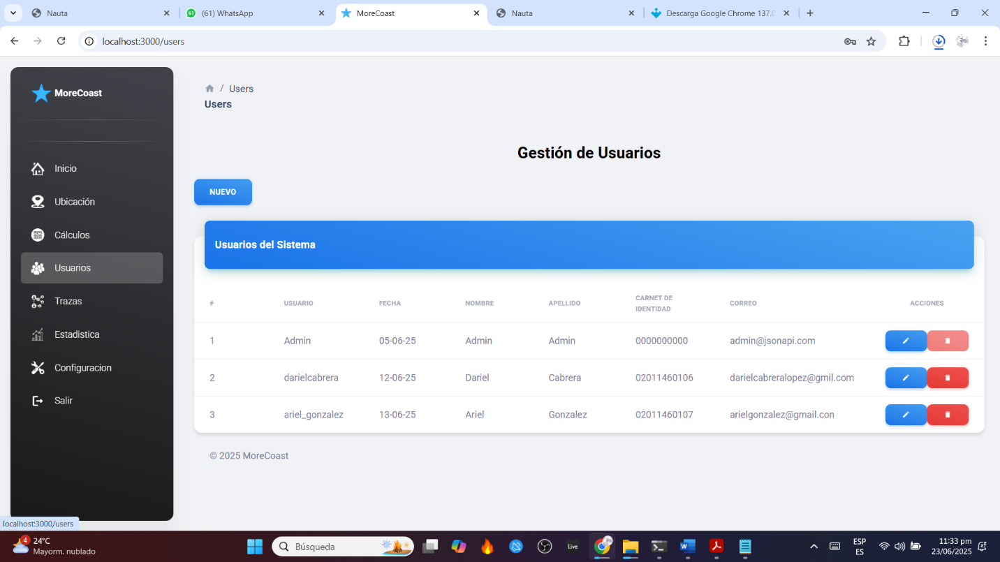 Nauta
(61) WhatsApp
MoreCoast
Nauta
Descarga Google Chrome 137.0
localhost:3000/users
MoreCoast
Inicio
Ubicación
Cálculos
Usuarios
Trazas
Estadistica
Configuracion
Salir
/ Users
Users
Gestión de Usuarios
NUEVO
Usuarios del Sistema
# USUARIO FECHA NOMBRE APELLIDO CARNET DE IDENTIDAD CORREO ACCIONES
1 Admin 05-06-25 Admin Admin 0000000000 admin@jsonapi.com
2 darielcabrera 12-06-25 Dariel Cabrera 02011460106 darielcabreralopez@gmil.com
3 ariel_gonzalez 13-06-25 Ariel Gonzalez 02011460107 arielgonzalez@gmail.con
© 2025 MoreCoast
localhost:3000/users
4 24°C
Mayorm. nublado
Búsqueda
Live
ESP
ES
11:33 pm
23/06/2025